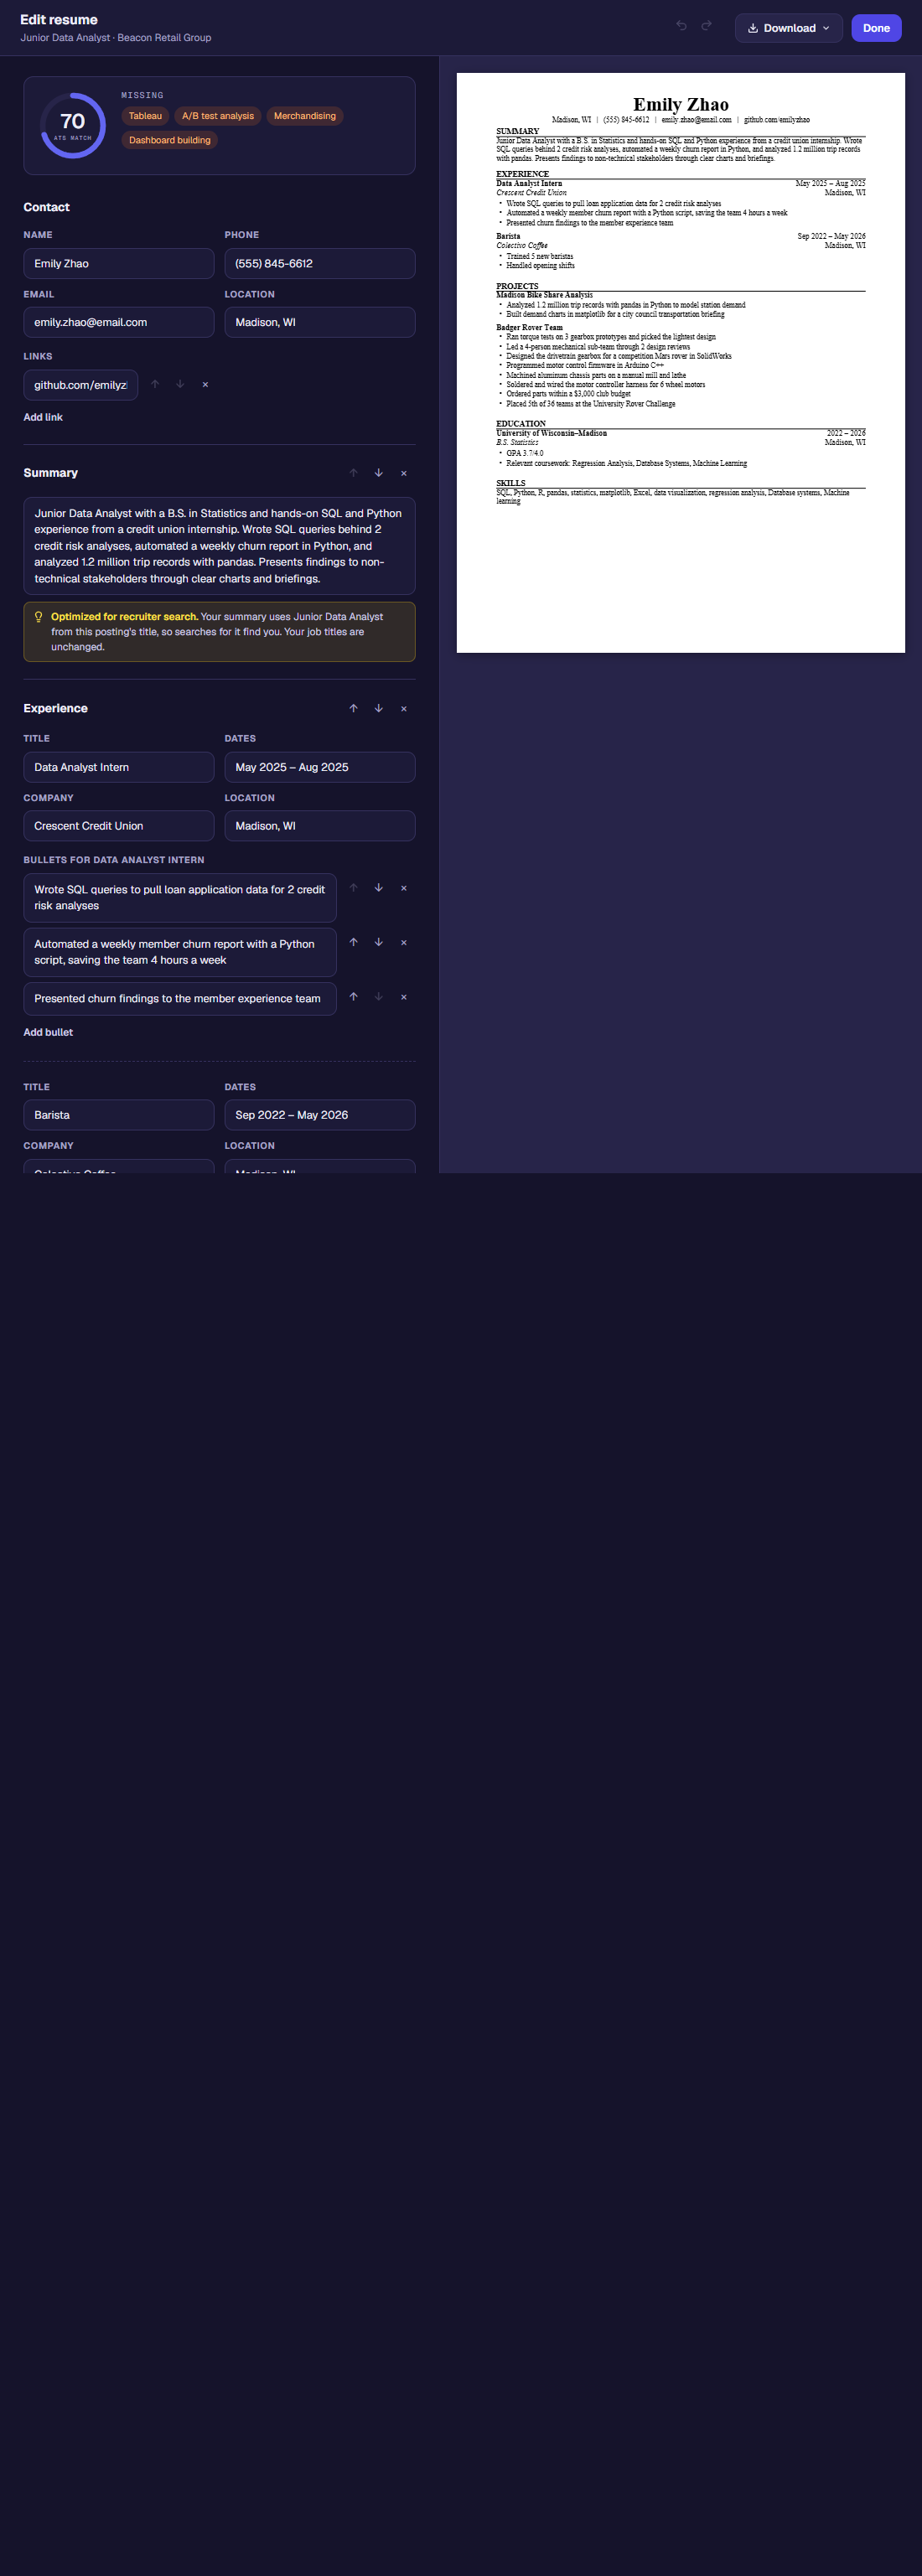 Edit resume
Junior Data Analyst · Beacon Retail Group
Download
Done
70
ATS MATCH
MISSING
Tableau
A/B test analysis
Merchandising
Dashboard building
Contact
NAME
PHONE
Emily Zhao
(555) 845-6612
EMAIL
LOCATION
emily.zhao@email.com
Madison, WI
LINKS
github.com/emilyz
Add link
Summary
Junior Data Analyst with a B.S. in Statistics and hands-on SQL and Python
experience from a credit union internship. Wrote SQL queries behind 2
credit risk analyses, automated a weekly churn report in Python, and
analyzed 1.2 million trip records with pandas. Presents findings to non-
technical stakeholders through clear charts and briefings.
Optimized for recruiter search. Your summary uses Junior Data Analyst
from this posting's title, so searches for it find you. Your job titles are
unchanged.
Experience
TITLE
DATES
Data Analyst Intern
May 2025 – Aug 2025
COMPANY
LOCATION
Crescent Credit Union
Madison, WI
BULLETS FOR DATA ANALYST INTERN
Wrote SQL queries to pull loan application data for 2 credit
risk analyses
Automated a weekly member churn report with a Python
script, saving the team 4 hours a week
Presented churn findings to the member experience team
Add bullet
TITLE
DATES
Barista
Sep 2022 – May 2026
COMPANY
LOCATION
Colectivo Coffee
Madison, WI
Emily Zhao
Madison, WI | (555) 845-6612 | emily.zhao@email.com | github.com/emilyzhao
SUMMARY
Junior Data Analyst with a B.S. in Statistics and hands-on SQL and Python experience from a credit union internship. Wrote
SQL queries behind 2 credit risk analyses, automated a weekly churn report in Python, and analyzed 1.2 million trip records
with pandas. Presents findings to non-technical stakeholders through clear charts and briefings.
EXPERIENCE
Data Analyst Intern May 2025 – Aug 2025
Crescent Credit Union Madison, WI
• Wrote SQL queries to pull loan application data for 2 credit risk analyses
• Automated a weekly member churn report with a Python script, saving the team 4 hours a week
• Presented churn findings to the member experience team
Barista Sep 2022 – May 2026
Colectivo Coffee Madison, WI
• Trained 5 new baristas
• Handled opening shifts
PROJECTS
Madison Bike Share Analysis
• Analyzed 1.2 million trip records with pandas in Python to model station demand
• Built demand charts in matplotlib for a city council transportation briefing
Badger Rover Team
• Ran torque tests on 3 gearbox prototypes and picked the lightest design
• Led a 4-person mechanical sub-team through 2 design reviews
• Designed the drivetrain gearbox for a competition Mars rover in SolidWorks
• Programmed motor control firmware in Arduino C++
• Machined aluminum chassis parts on a manual mill and lathe
• Soldered and wired the motor controller harness for 6 wheel motors
• Ordered parts within a $3,000 club budget
• Placed 5th of 36 teams at the University Rover Challenge
EDUCATION
University of Wisconsin–Madison 2022 – 2026
B.S. Statistics Madison, WI
• GPA 3.7/4.0
• Relevant coursework: Regression Analysis, Database Systems, Machine Learning
SKILLS
SQL, Python, R, pandas, statistics, matplotlib, Excel, data visualization, regression analysis, Database systems, Machine
learning